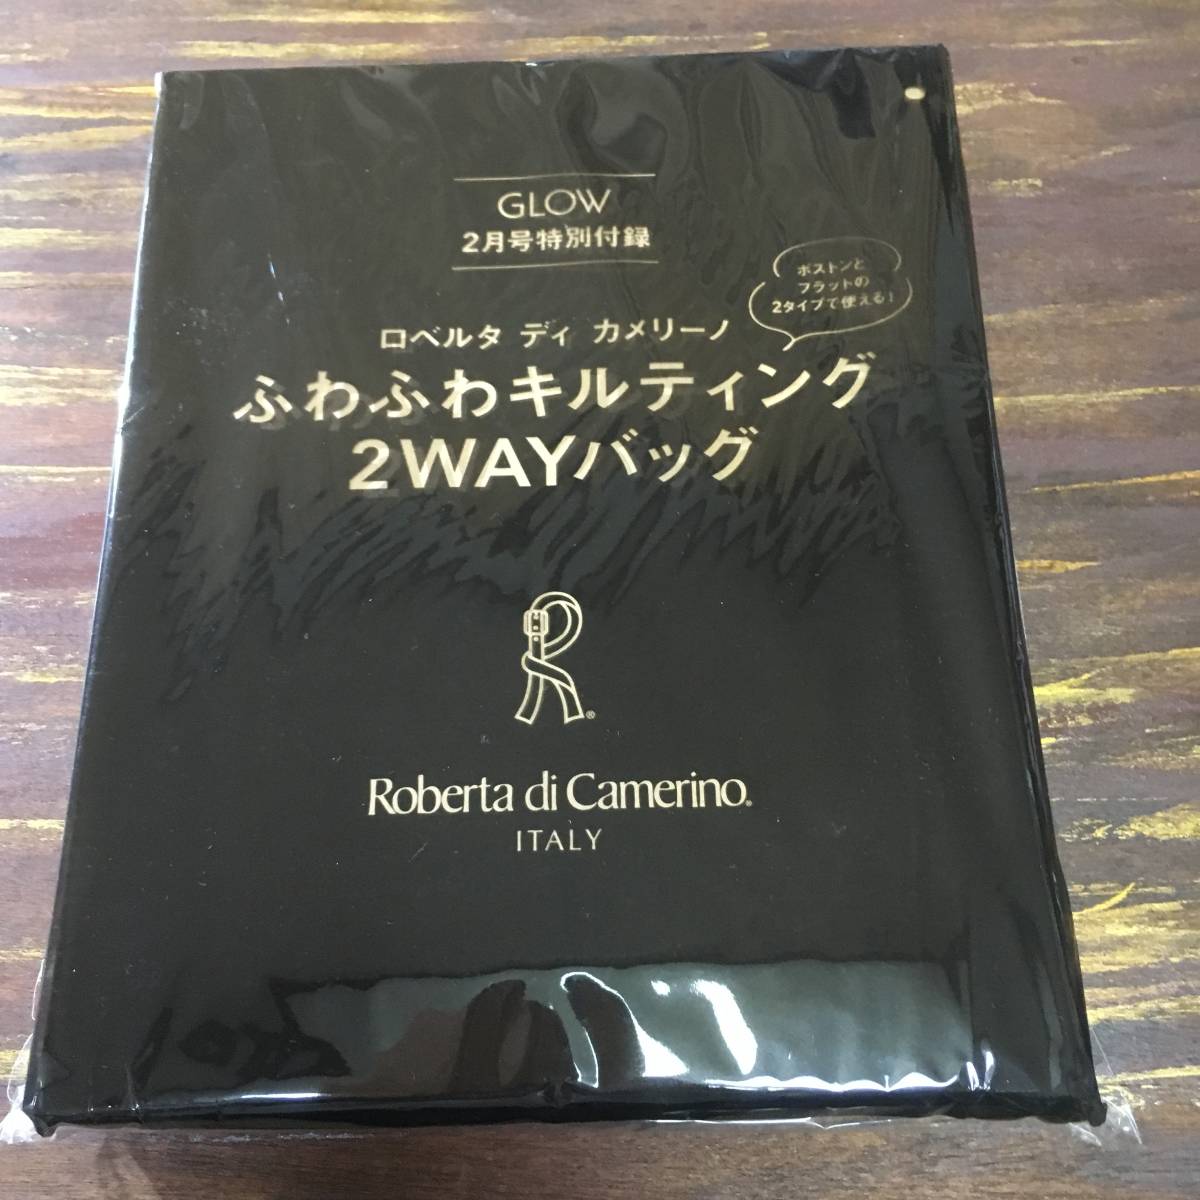 GLOW
2月号特別付録
ボストンと
フラットの
2タイプで使える!
ロベルタ ディ カメリーノ
ふわふわキルティング
2WAYバッグ
R®
Roberta di Camerino®
ITALY